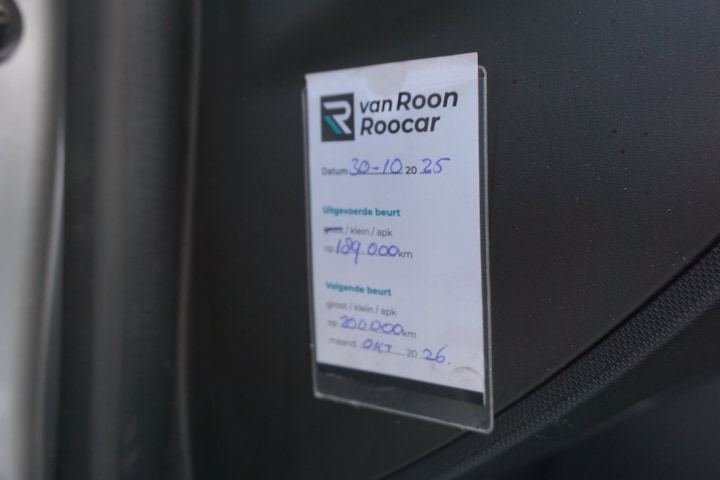 van Roon
Roocar
Datum 30-10 20 25
Uitgevoerde beurt
groot / klein / apk
op 189.000 km
Volgende beurt
groot / klein / apk
op 200.000 km
maand OKT 20 26.